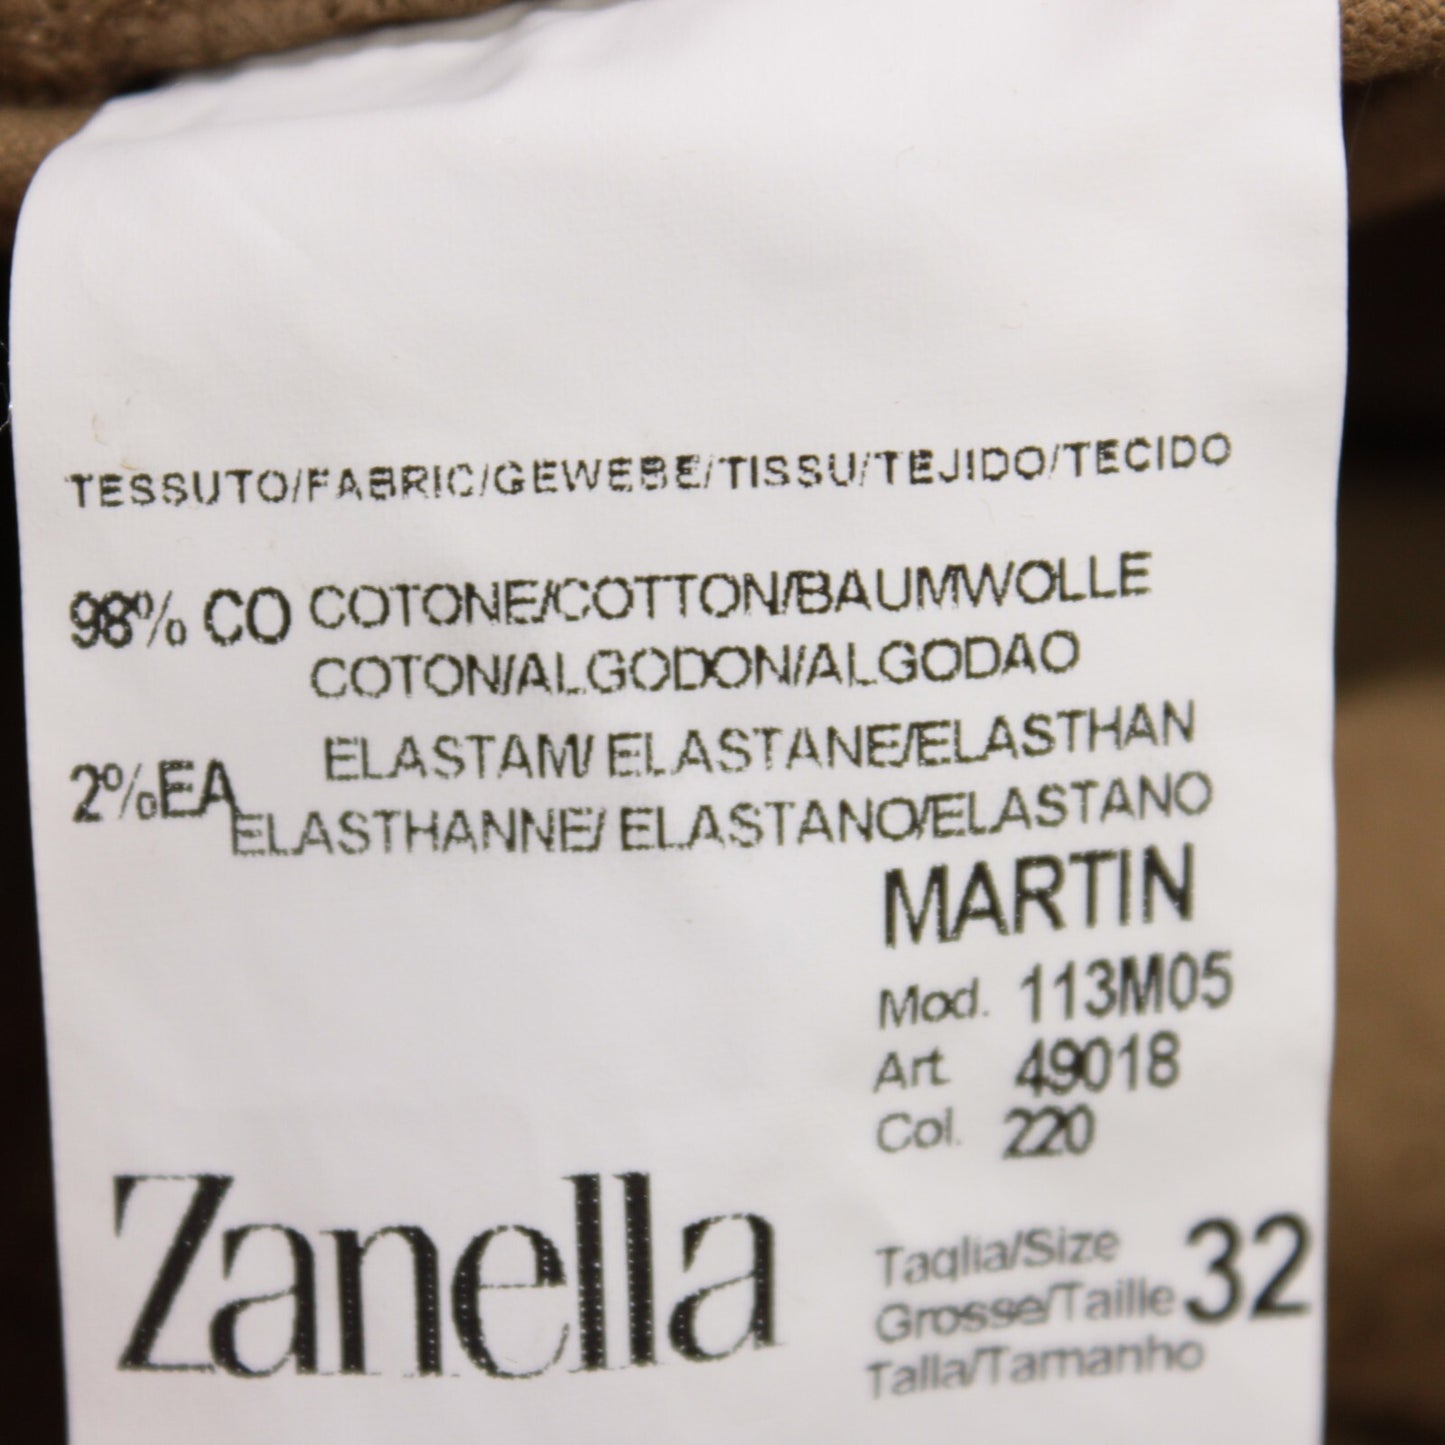 TESSUTO/FABRIC/GEWEBE/TISSU/TEJIDO/TECIDO
98% CO COTONE/COTTON/BAUMWOLLE
COTON/ALGODON/ALGODAO
2%EA ELASTAM/ ELASTANE/ELASTHAN
ELASTHANNE/ ELASTANO/ELASTANO
MARTIN
Mod. 113M05
Art. 49018
Col. 220
Zanella
Taglia/Size
Grosse/Taille 32
Talla/Tamanho